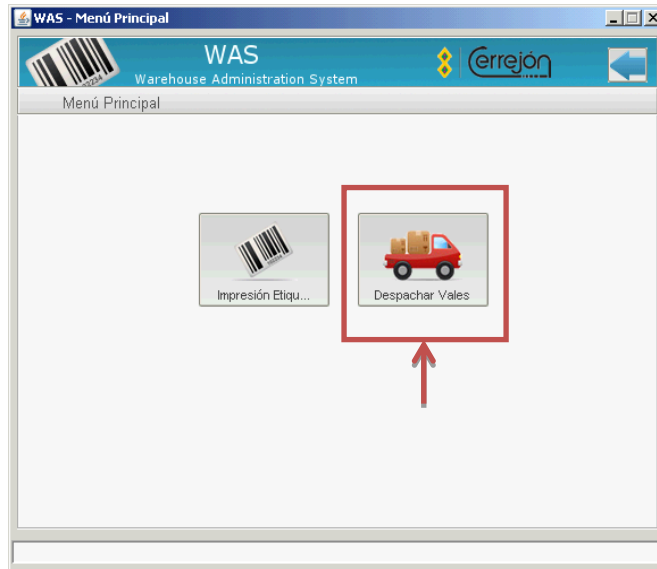 WAS - Menú Principal
WAS
Warehouse Administration System
Cerrejón
Menú Principal
Impresión Etiqu...
Despachar Vales